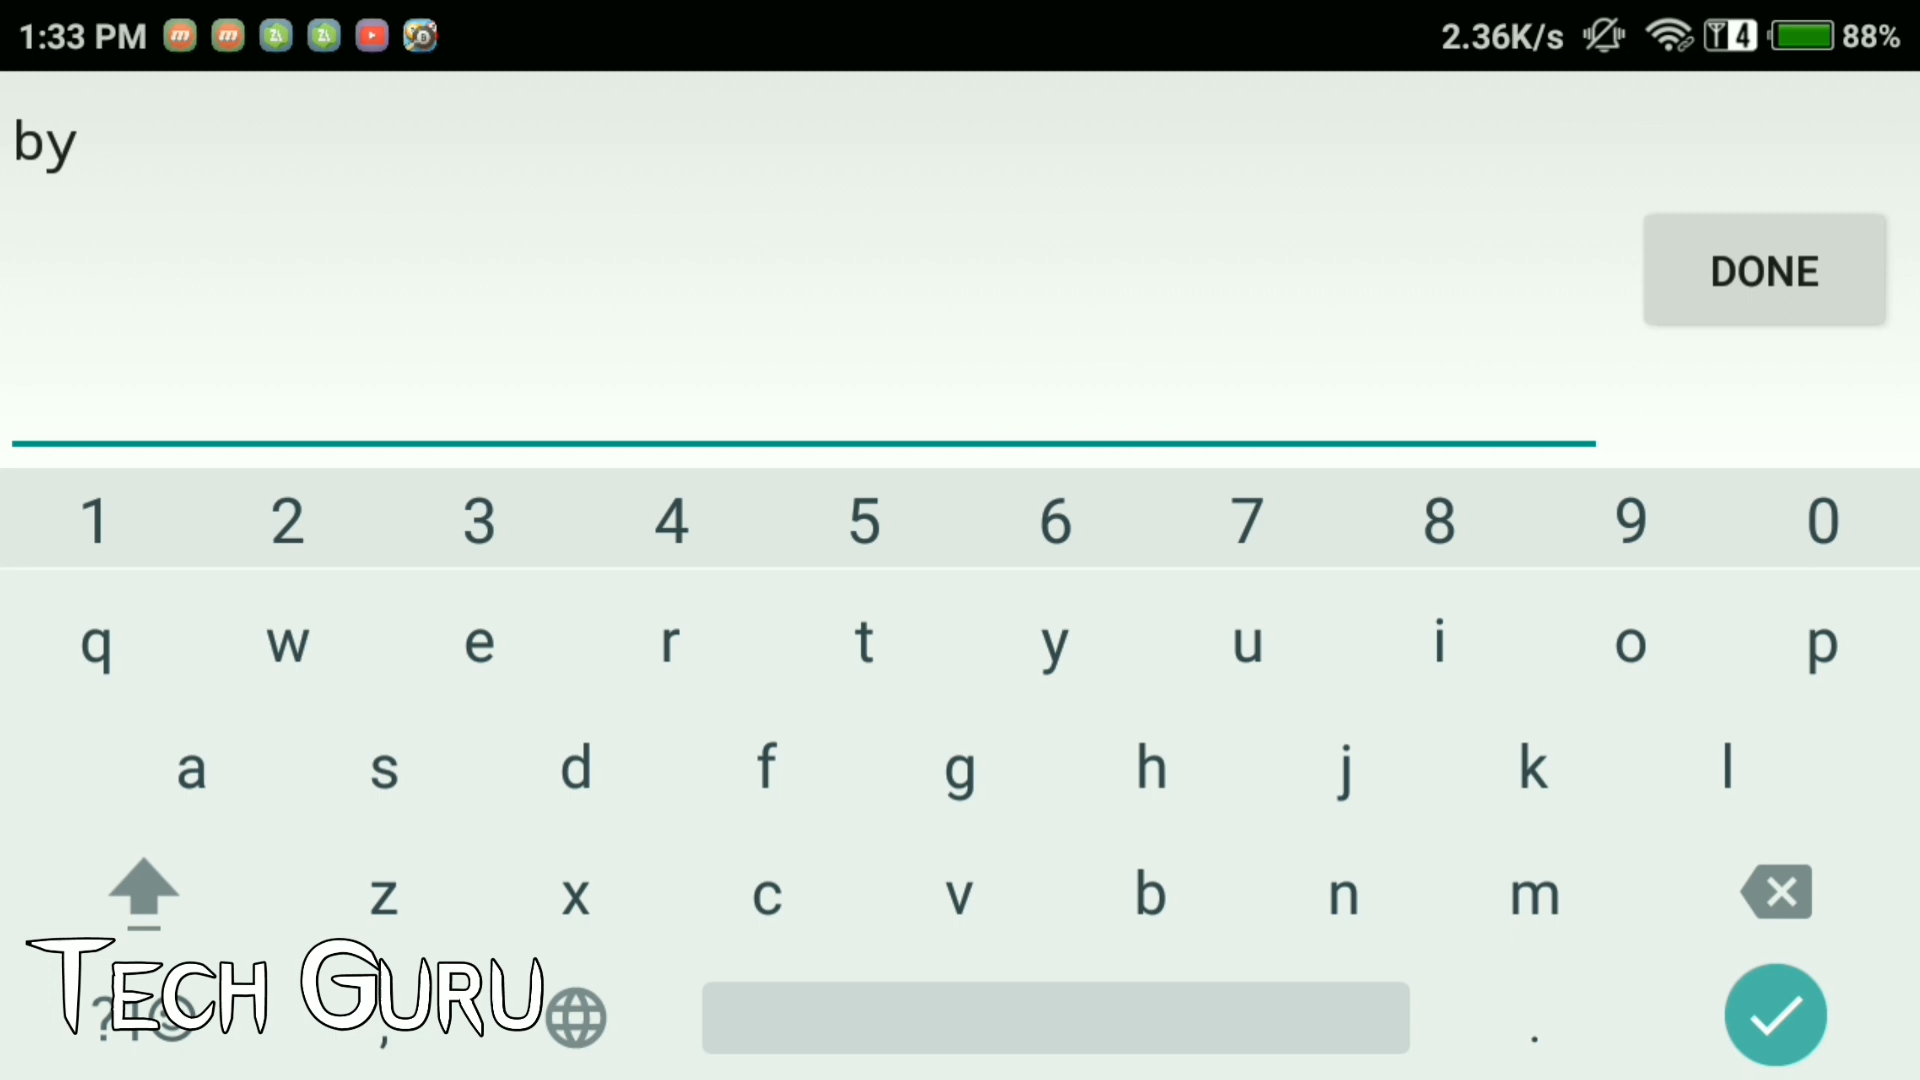 1:33 PM 2.36K/s 4 88%
by
DONE
1 2 3 4 5 6 7 8 9 0
q w e r t y u i o p
a s d f g h j k l
z x c v b n m
TECH GURU
, .